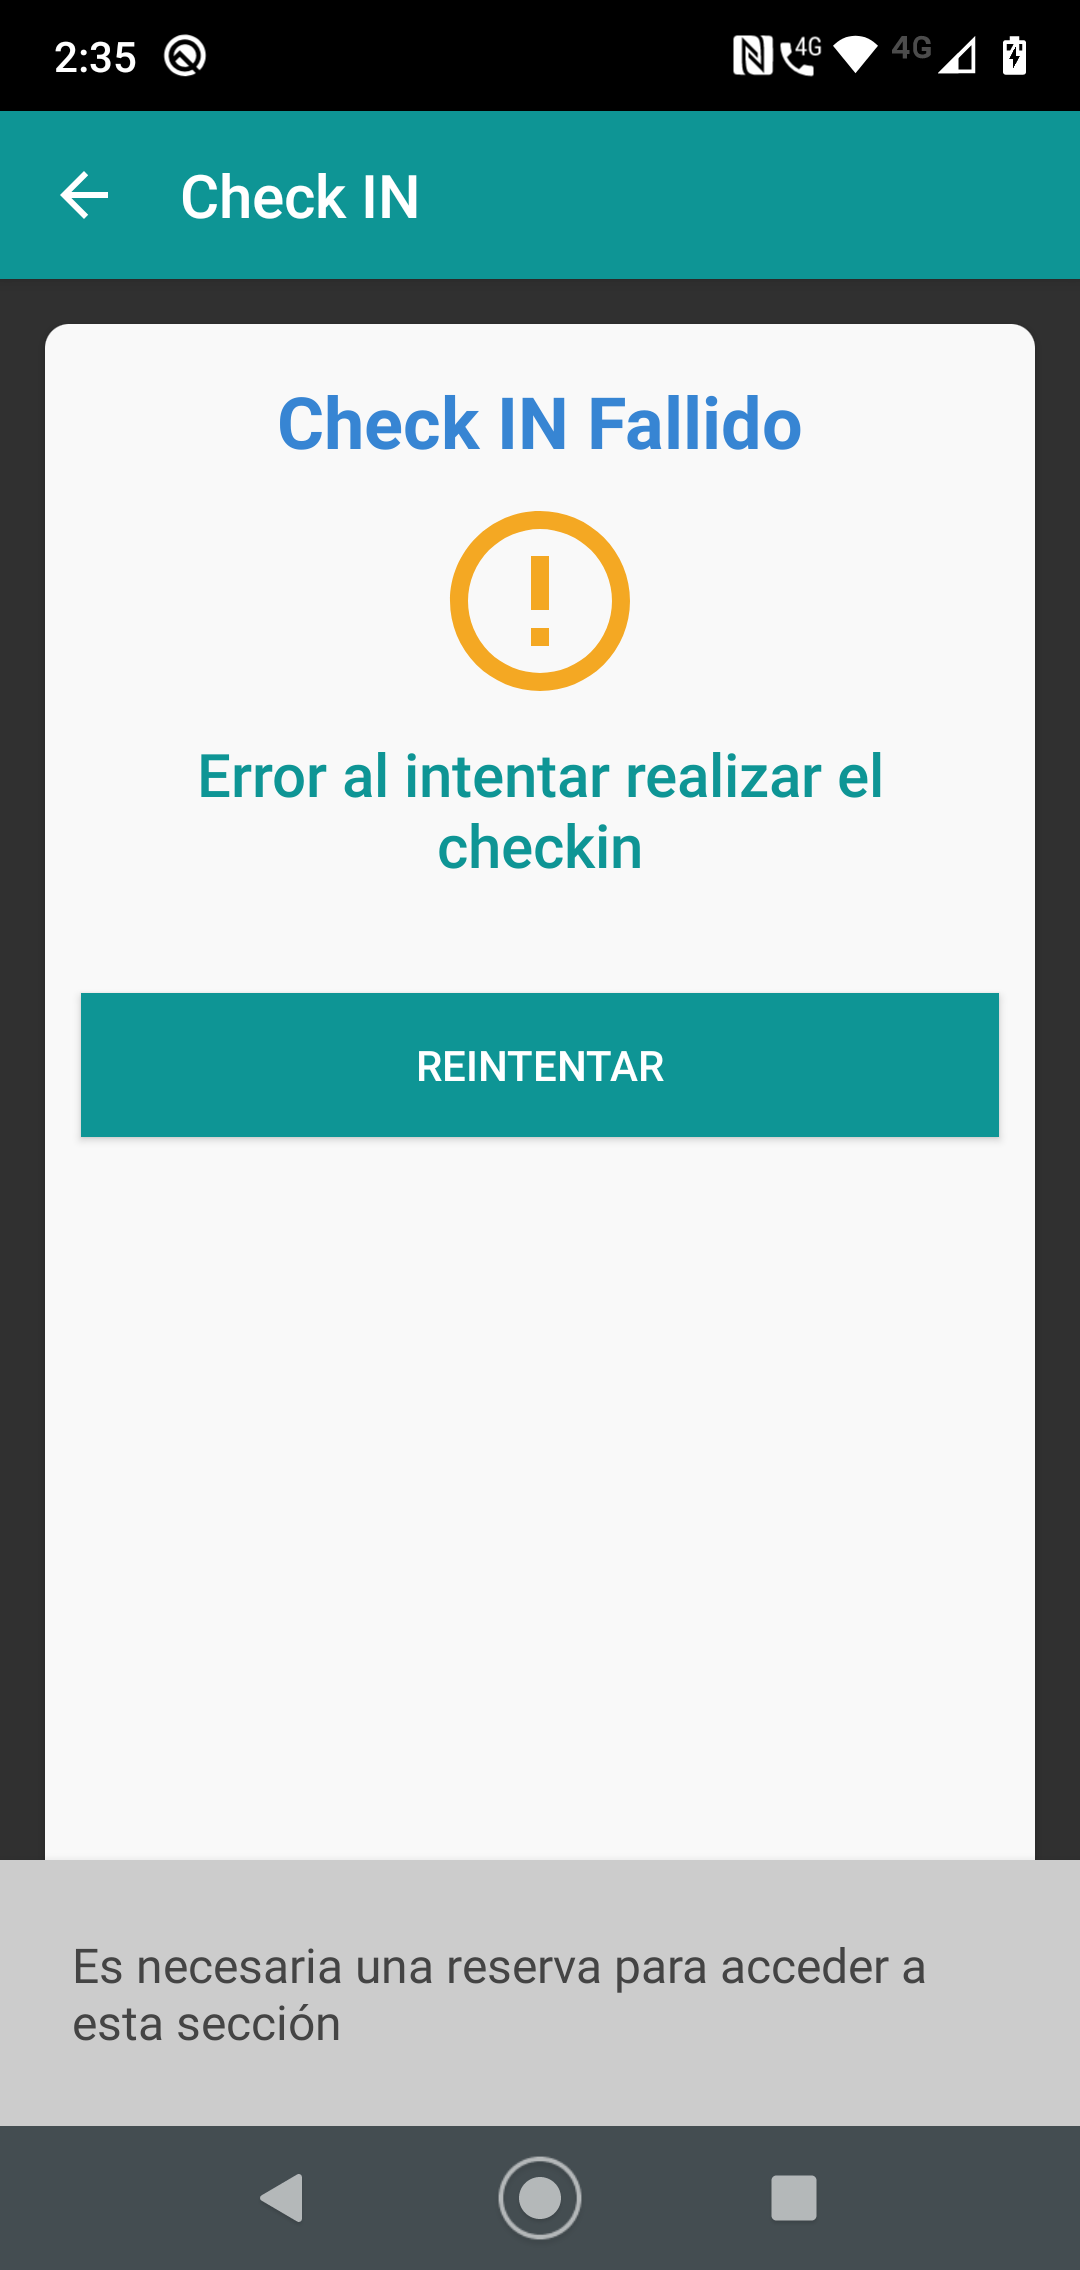 2:35
4G
4G
Check IN
Check IN Fallido
Error al intentar realizar el
checkin
REINTENTAR
Es necesaria una reserva para acceder a
esta sección